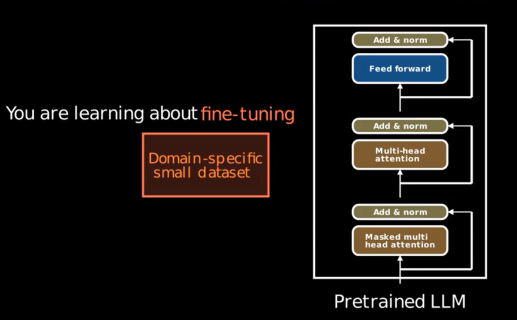 You are learning about fine-tuning
Domain-specific
small dataset
Add & norm
Feed forward
Add & norm
Multi-head
attention
Add & norm
Masked multi
head attention
Pretrained LLM